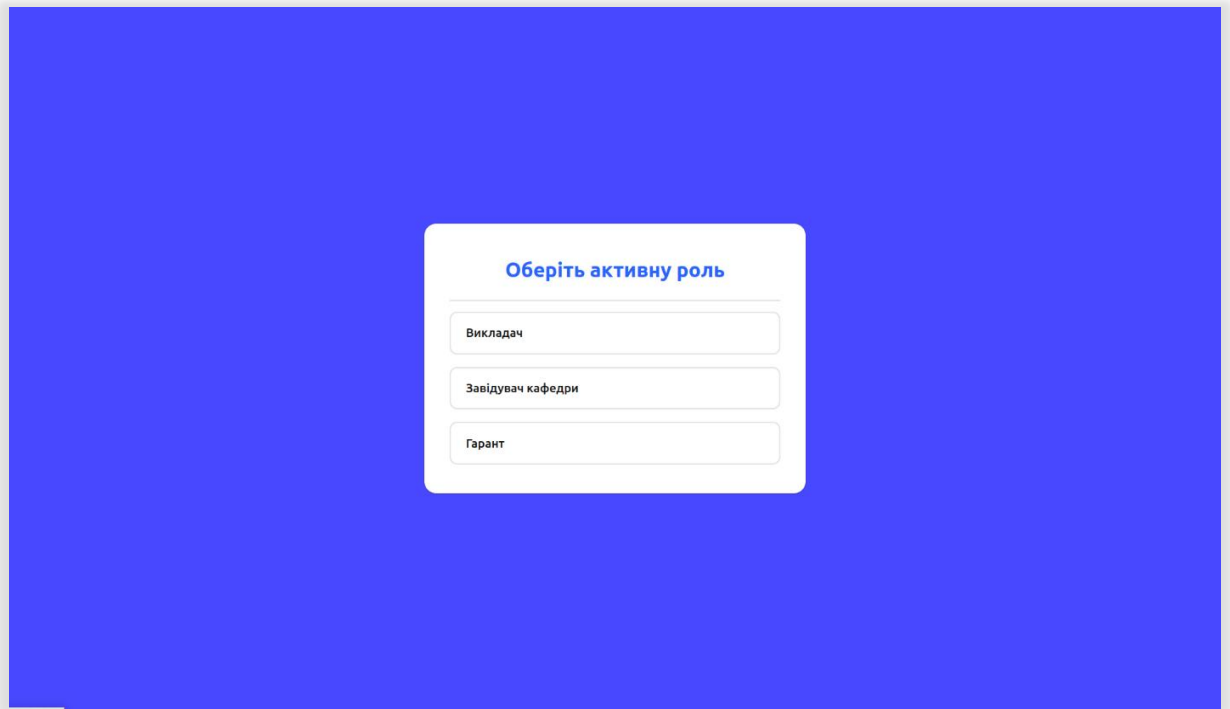 Оберіть активну роль
Викладач
Завідувач кафедри
Гарант